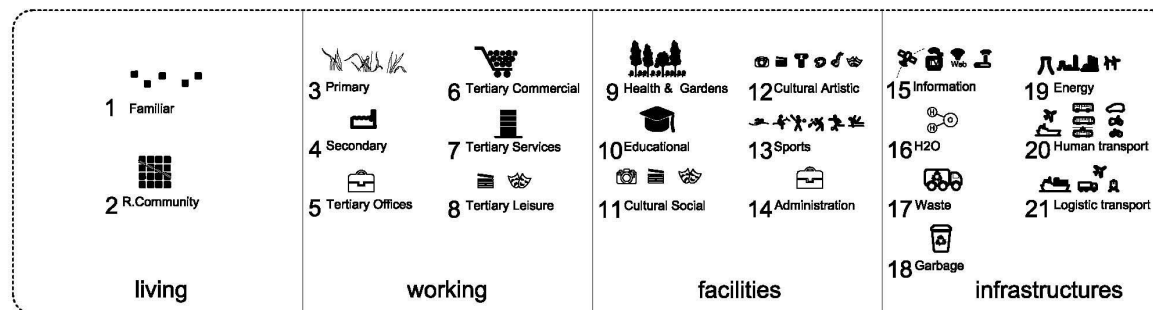 1 Familiar
2 R.Community
living
3 Primary
4 Secondary
5 Tertiary Offices
6 Tertiary Commercial
7 Tertiary Services
8 Tertiary Leisure
working
9 Health & Gardens
10 Educational
11 Cultural Social
12 Cultural Artistic
13 Sports
14 Administration
facilities
Web
15 Information
H
O
H
16 H2O
17 Waste
18 Garbage
19 Energy
20 Human transport
21 Logistic transport
infrastructures